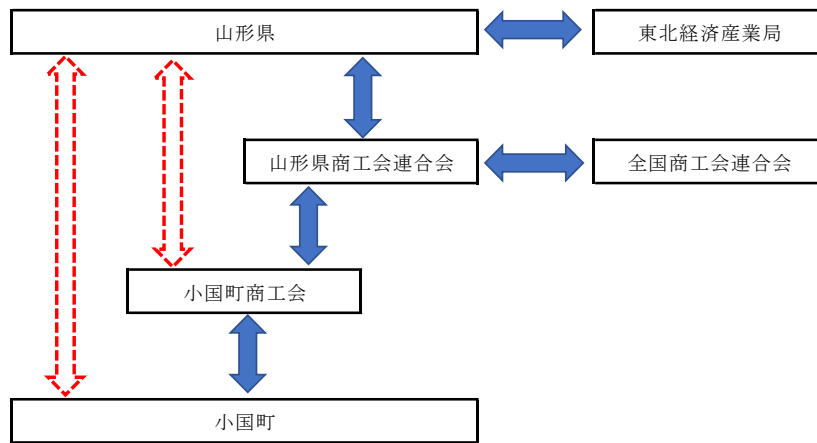 山形県
東北経済産業局
山形県商工会連合会
全国商工会連合会
小国町商工会
小国町